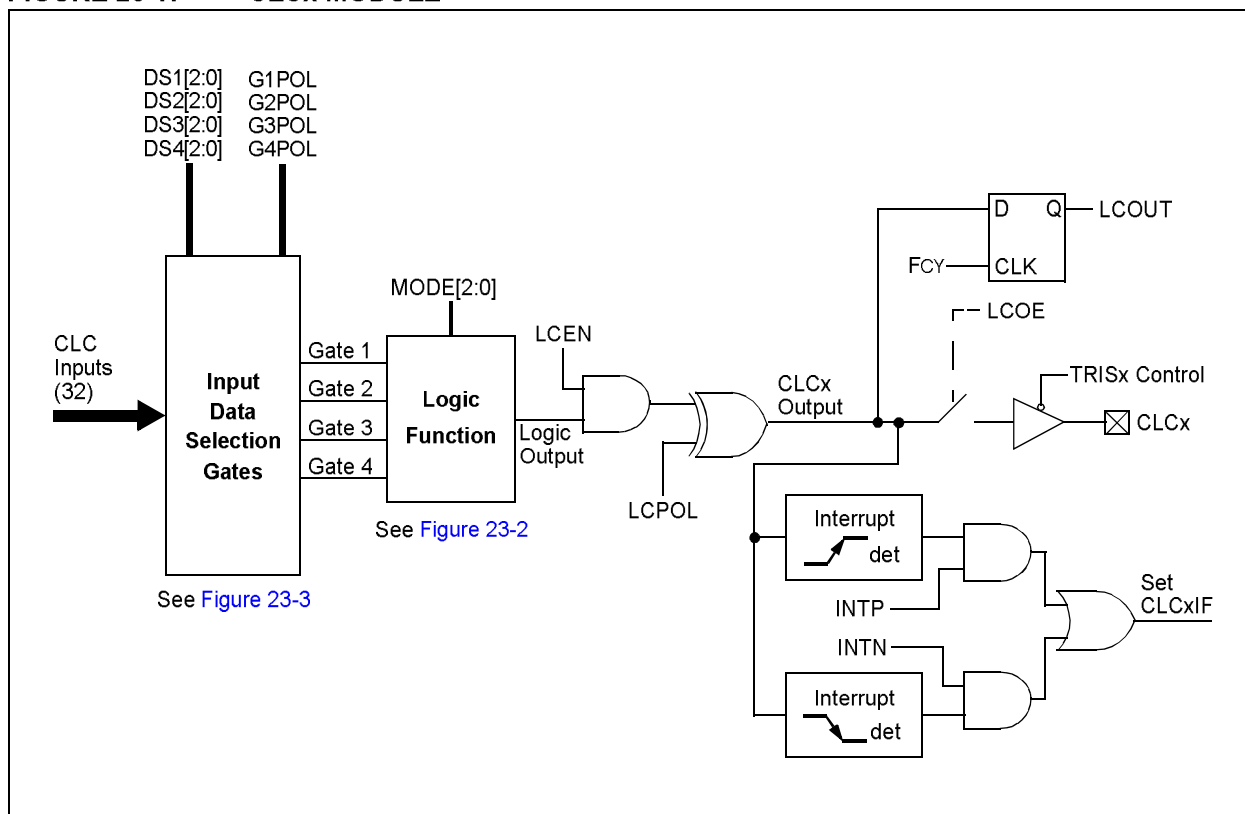 DS1[2:0] G1POL
DS2[2:0] G2POL
DS3[2:0] G3POL
DS4[2:0] G4POL
D Q
LCOUT
FCY
CLK
MODE[2:0]
LCOE
LCEN
CLC
Inputs
(32)
Input
Data
Selection
Gates
Gate 1
Gate 2
Gate 3
Gate 4
Logic
Function
Logic
Output
CLCx
Output
TRISx Control
CLCx
LCPOL
See Figure 23-2
See Figure 23-3
Interrupt
det
INTP
INTN
Interrupt
det
Set
CLCxIF